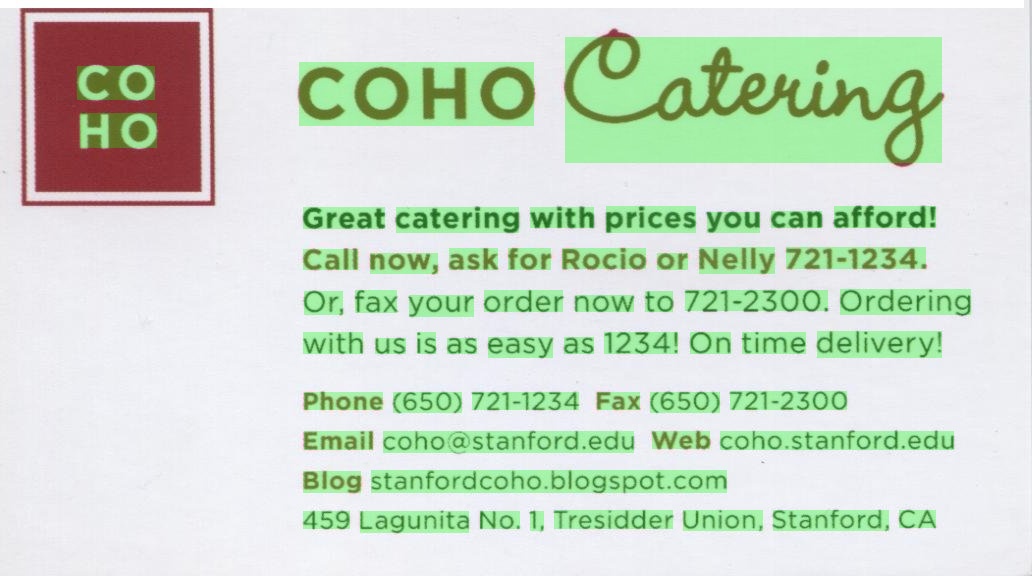 CO
HO
COHO Catering
Great catering with prices you can afford!
Call now, ask for Rocio or Nelly 721-1234.
Or, fax your order now to 721-2300. Ordering
with us is as easy as 1234! On time delivery!
Phone (650) 721-1234 Fax (650) 721-2300
Email coho@stanford.edu Web coho.stanford.edu
Blog stanfordcoho.blogspot.com
459 Lagunita No. 1, Tresidder Union, Stanford, CA